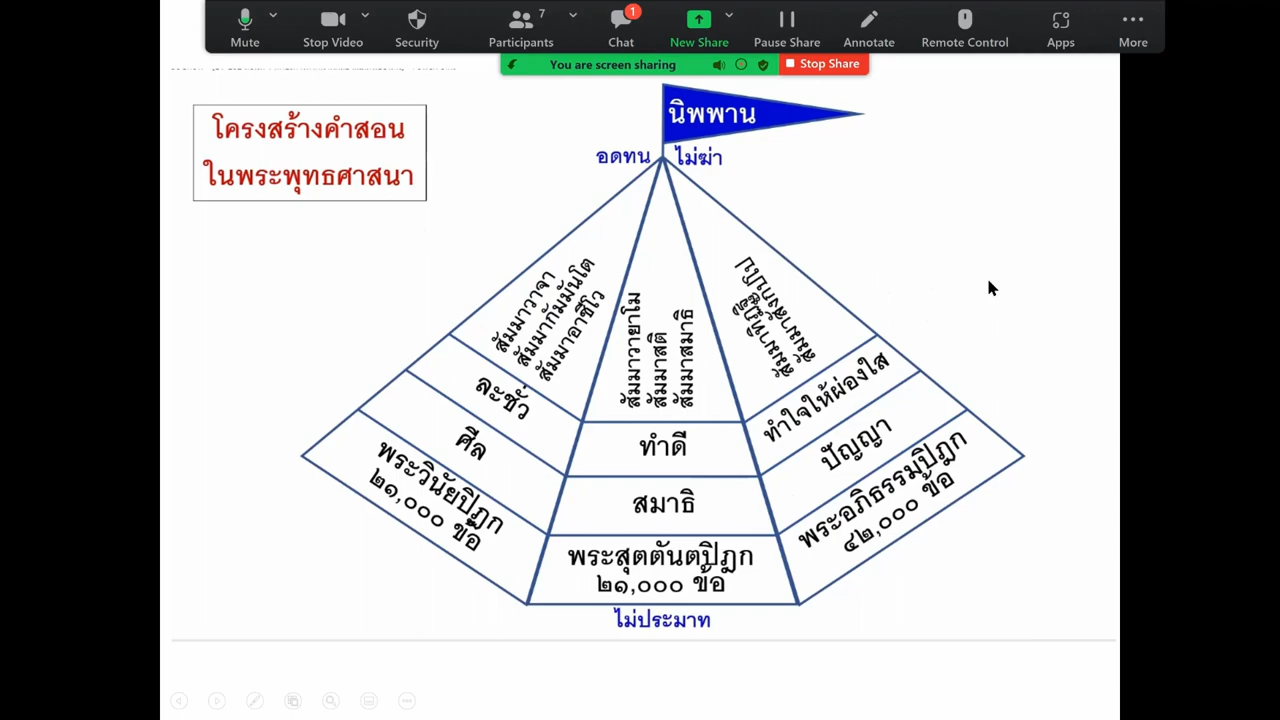 Mute
Stop Video
Security
Participants
7
Chat
1
New Share
Pause Share
Annotate
Remote Control
Apps
More
You are screen sharing
Stop Share
โครงสร้างคำสอน
ในพระพุทธศาสนา
นิพพาน
อดทน
ไม่ฆ่า
สัมมาวาจา
สัมมากัมมันโต
สัมมาอาชีโว
ละชั่ว
ศีล
พระวินัยปิฎก
๒๑,๐๐๐ ข้อ
สัมมาวายาโม
สัมมาสติ
สัมมาสมาธิ
ทำดี
สมาธิ
พระสุตตันตปิฎก
๒๑,๐๐๐ ข้อ
สัมมาทิฏฐิ
สัมมาสังกัปโป
ทำใจให้ผ่องใส
ปัญญา
พระอภิธรรมปิฎก
๔๒,๐๐๐ ข้อ
ไม่ประมาท